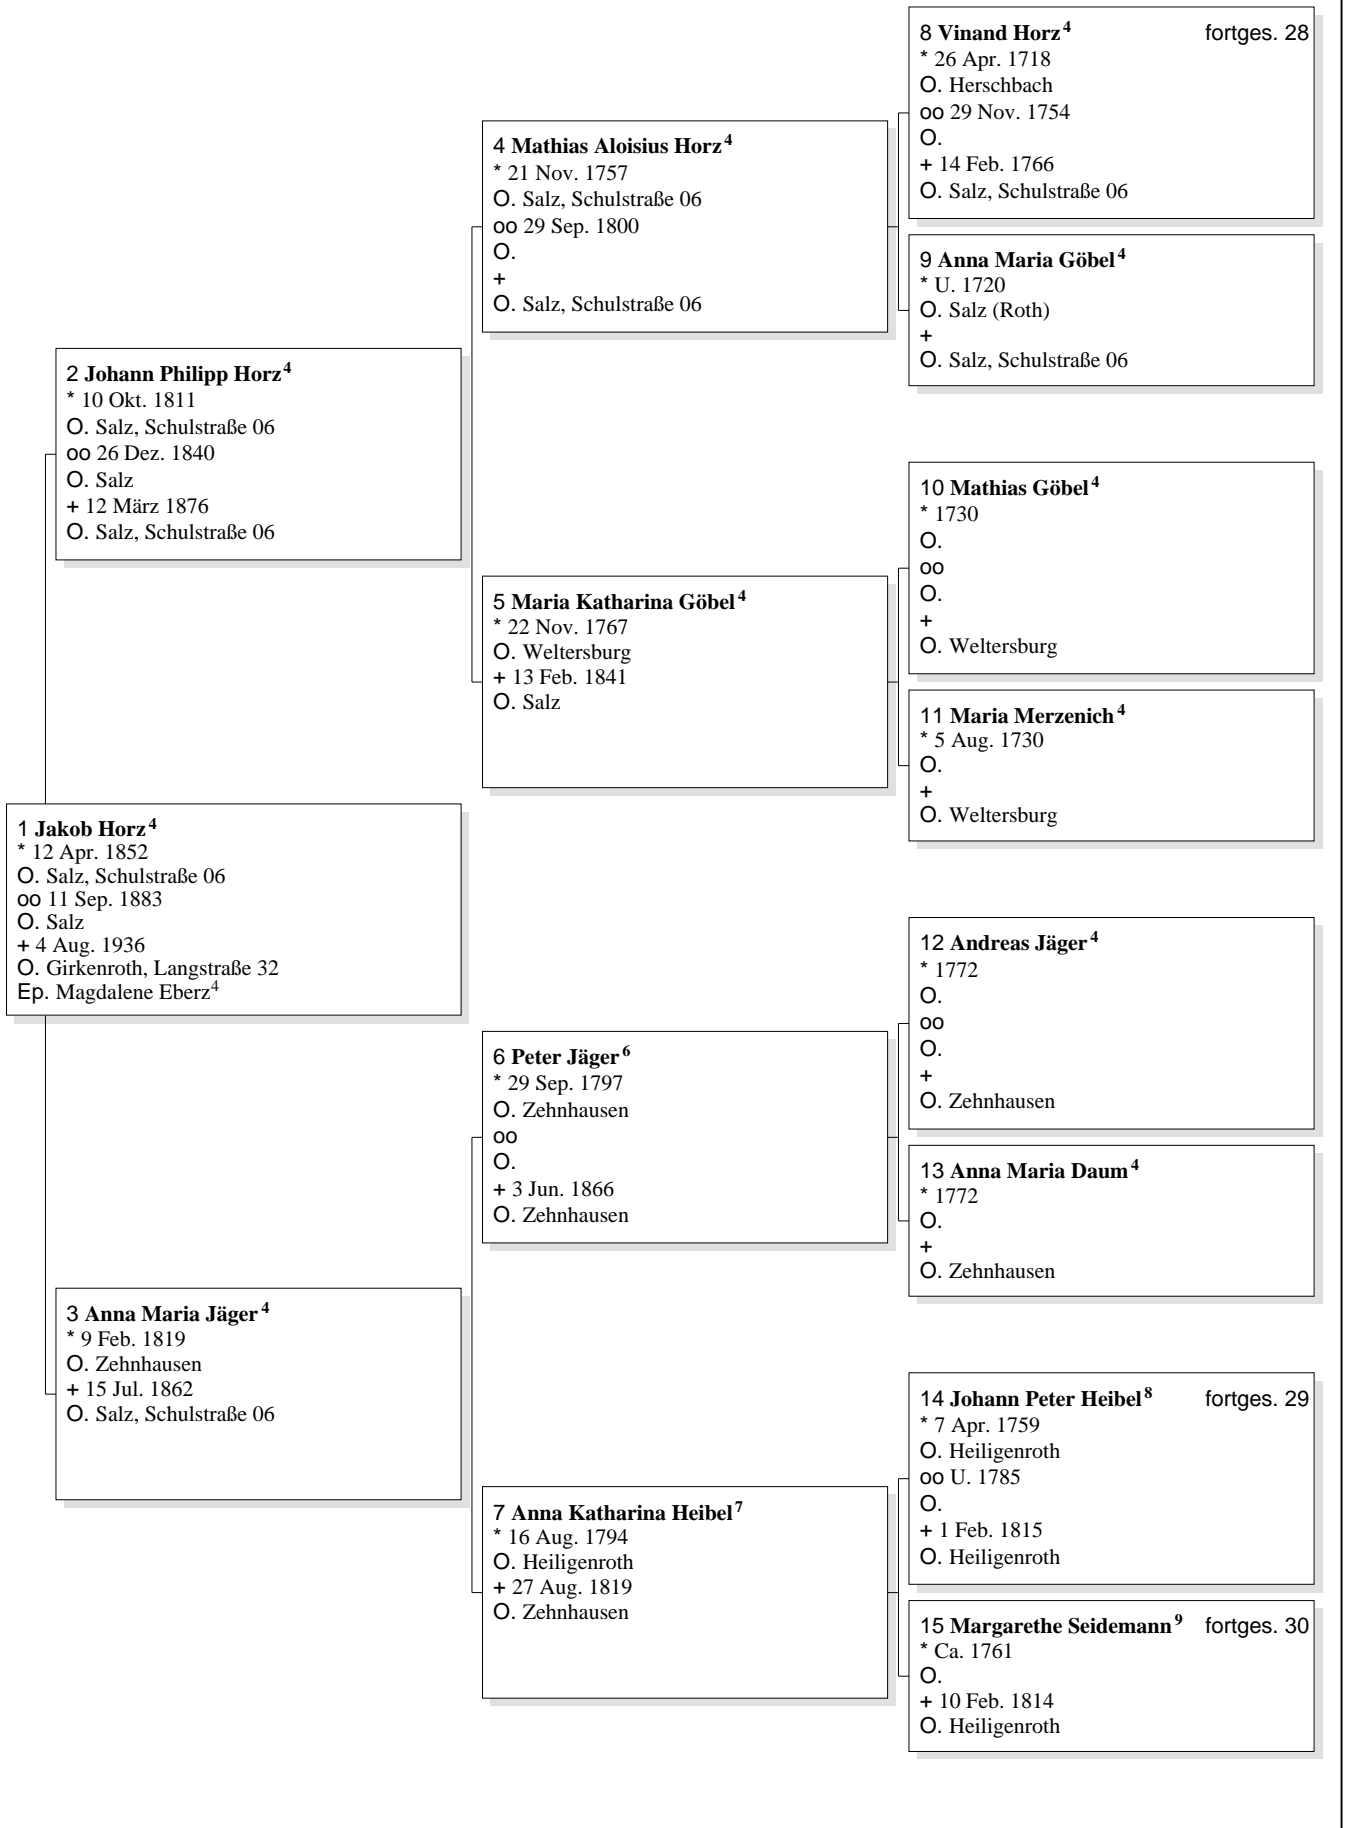 8 Vinand Horz⁴ fortges. 28
* 26 Apr. 1718
O. Herschbach
oo 29 Nov. 1754
O.
+ 14 Feb. 1766
O. Salz, Schulstraße 06
4 Mathias Aloisius Horz⁴
* 21 Nov. 1757
O. Salz, Schulstraße 06
oo 29 Sep. 1800
O.
+
O. Salz, Schulstraße 06
9 Anna Maria Göbel⁴
* U. 1720
O. Salz (Roth)
+
O. Salz, Schulstraße 06
2 Johann Philipp Horz⁴
* 10 Okt. 1811
O. Salz, Schulstraße 06
oo 26 Dez. 1840
O. Salz
+ 12 März 1876
O. Salz, Schulstraße 06
10 Mathias Göbel⁴
* 1730
O.
oo
O.
+
O. Weltersburg
5 Maria Katharina Göbel⁴
* 22 Nov. 1767
O. Weltersburg
+ 13 Feb. 1841
O. Salz
11 Maria Merzenich⁴
* 5 Aug. 1730
O.
+
O. Weltersburg
1 Jakob Horz⁴
* 12 Apr. 1852
O. Salz, Schulstraße 06
oo 11 Sep. 1883
O. Salz
+ 4 Aug. 1936
O. Girkenroth, Langstraße 32
Ep. Magdalene Eberz⁴
12 Andreas Jäger⁴
* 1772
O.
oo
O.
+
O. Zehnhausen
6 Peter Jäger⁶
* 29 Sep. 1797
O. Zehnhausen
oo
O.
+ 3 Jun. 1866
O. Zehnhausen
13 Anna Maria Daum⁴
* 1772
O.
+
O. Zehnhausen
3 Anna Maria Jäger⁴
* 9 Feb. 1819
O. Zehnhausen
+ 15 Jul. 1862
O. Salz, Schulstraße 06
14 Johann Peter Heibel⁸ fortges. 29
* 7 Apr. 1759
O. Heiligenroth
oo U. 1785
O.
+ 1 Feb. 1815
O. Heiligenroth
7 Anna Katharina Heibel⁷
* 16 Aug. 1794
O. Heiligenroth
+ 27 Aug. 1819
O. Zehnhausen
15 Margarethe Seidemann⁹ fortges. 30
* Ca. 1761
O.
+ 10 Feb. 1814
O. Heiligenroth